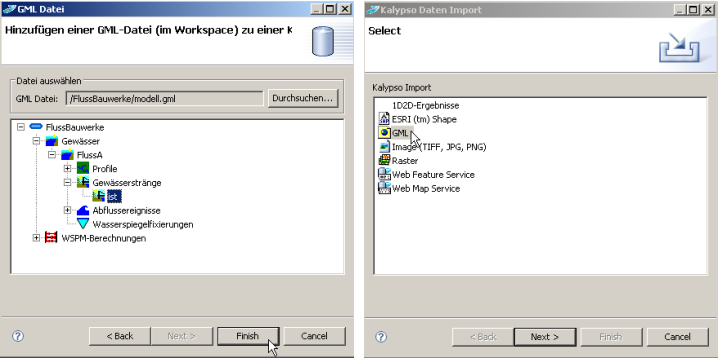 GML Datei
Hinzufügen einer GML-Datei (im Workspace) zu einer K
Datei auswählen
GML Datei: /FlussBauwerke/modell.gml Durchsuchen...
FlussBauwerke
Gewässer
FlussA
Profile
Gewässerstränge
ist
Abflussereignisse
Wasserspiegelfixierungen
WSPM-Berechnungen
? < Back Next > Finish Cancel
Kalypso Daten Import
Select
Kalypso Import
1D2D-Ergebnisse
ESRI (tm) Shape
GML
Image (TIFF, JPG, PNG)
Raster
Web Feature Service
Web Map Service
? < Back Next > Finish Cancel